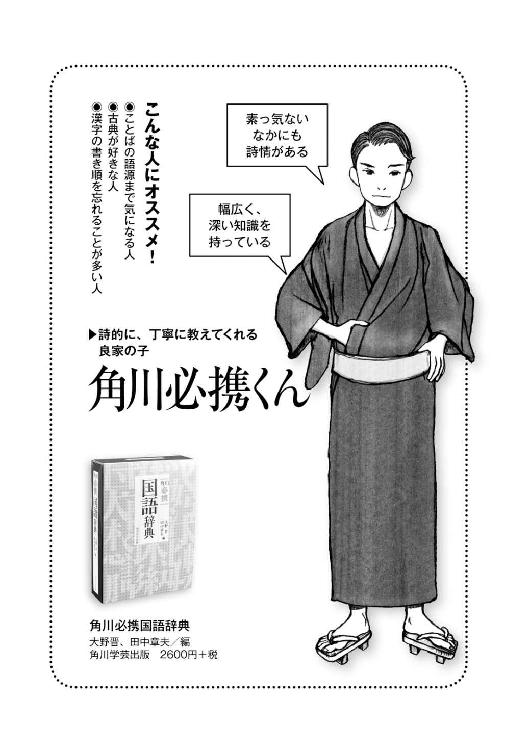 こんな人にオススメ！
◉ことばの語源まで気になる人
◉古典が好きな人
◉漢字の書き順を忘れることが多い人
素っ気ない
なかにも
詩情がある
幅広く、
深い知識を
持っている
▶詩的に、丁寧に教えてくれる
良家の子
角川必携くん
国語辞典
角川必携国語辞典
大野晋、田中章夫／編
角川学芸出版　2600円＋税